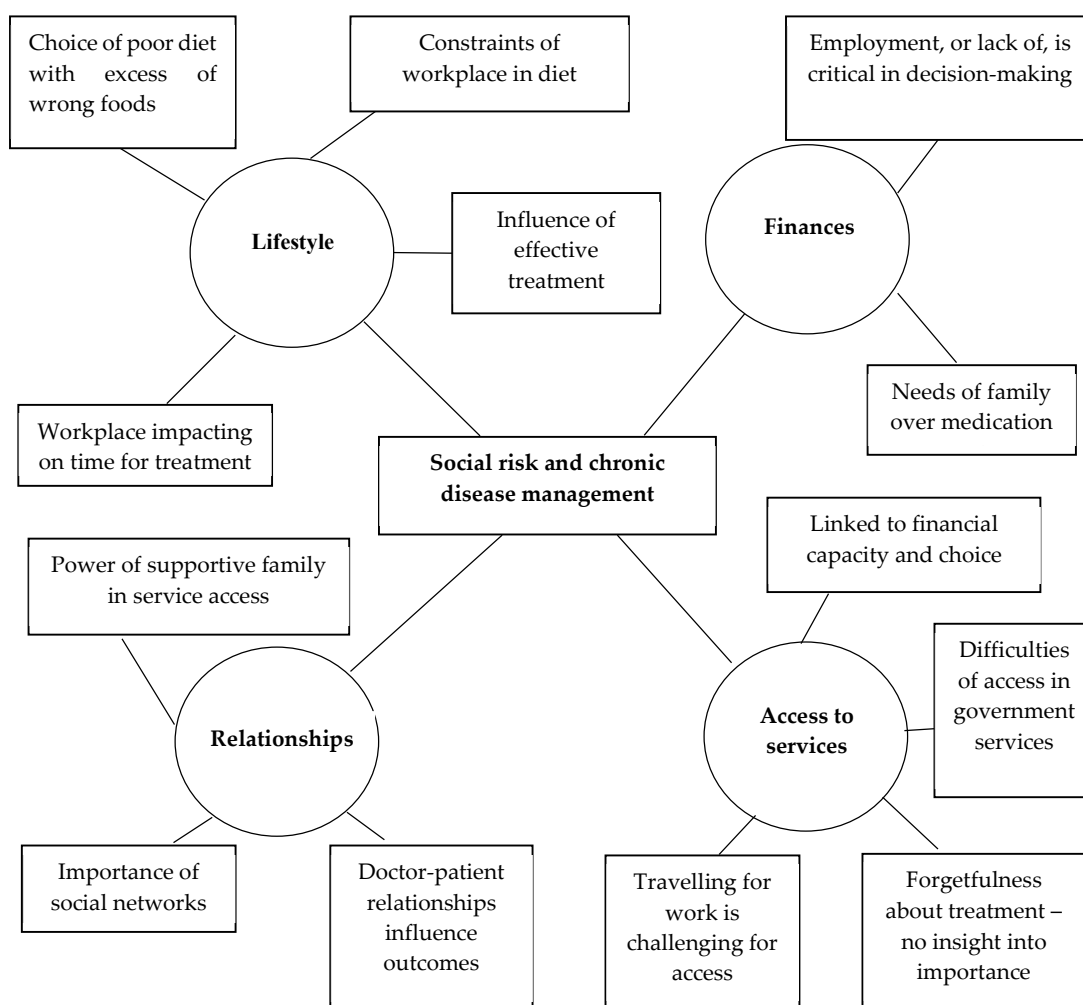 Choice of poor diet
with excess of
wrong foods
Constraints of
workplace in diet
Employment, or lack of, is
critical in decision-making
Lifestyle
Influence of
effective
treatment
Finances
Workplace impacting
on time for treatment
Needs of family
over medication
Social risk and chronic
disease management
Power of supportive family
in service access
Linked to financial
capacity and choice
Relationships
Access to
services
Difficulties
of access in
government
services
Importance of
social networks
Doctor-patient
relationships
influence
outcomes
Travelling for
work is
challenging for
access
Forgetfulness
about treatment –
no insight into
importance